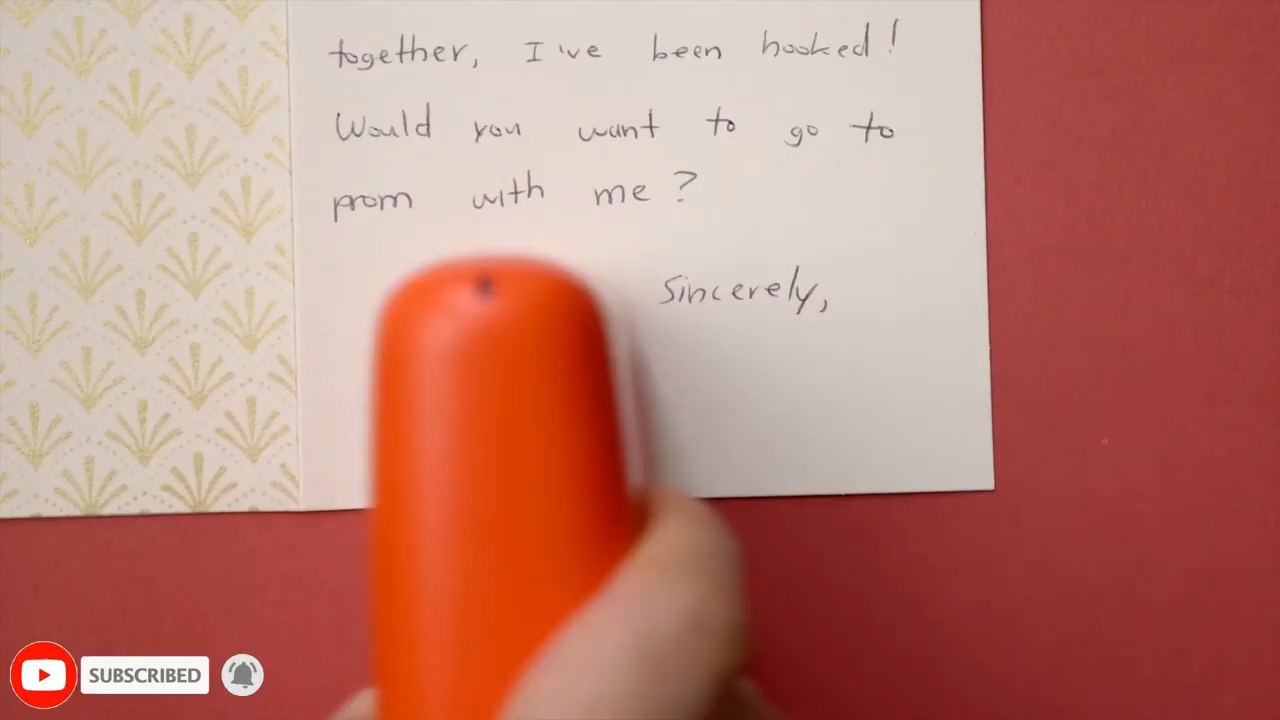 together, I've been hooked!
Would you want to go to
prom with me?
Sincerely,
SUBSCRIBED